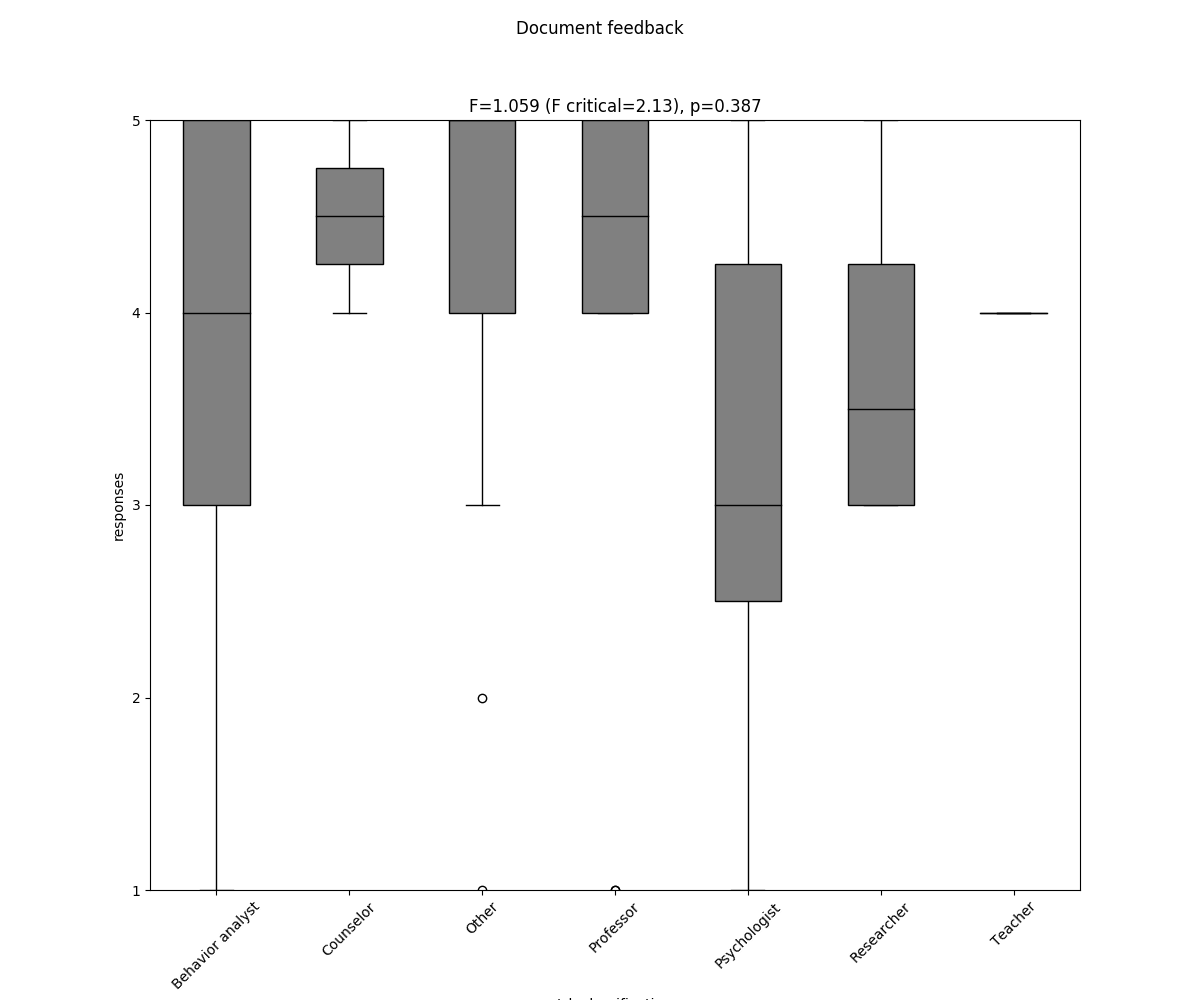 Document feedback
F=1.059 (F critical=2.13), p=0.387
5
4
3
2
1
responses
Behavior analyst
Counselor
Other
Professor
Psychologist
Researcher
Teacher